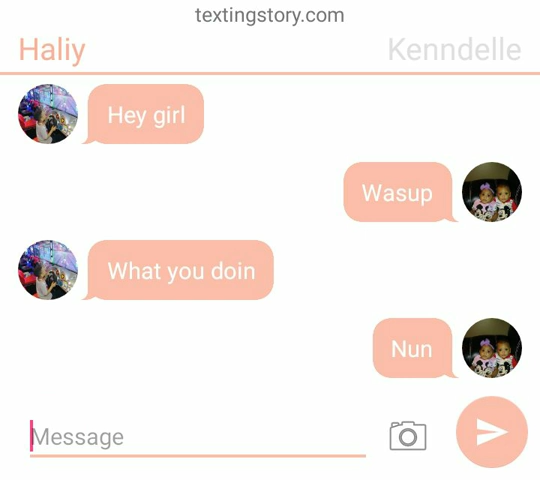 textingstory.com
Haliy Kenndelle
Hey girl
Wasup
What you doin
Nun
Message